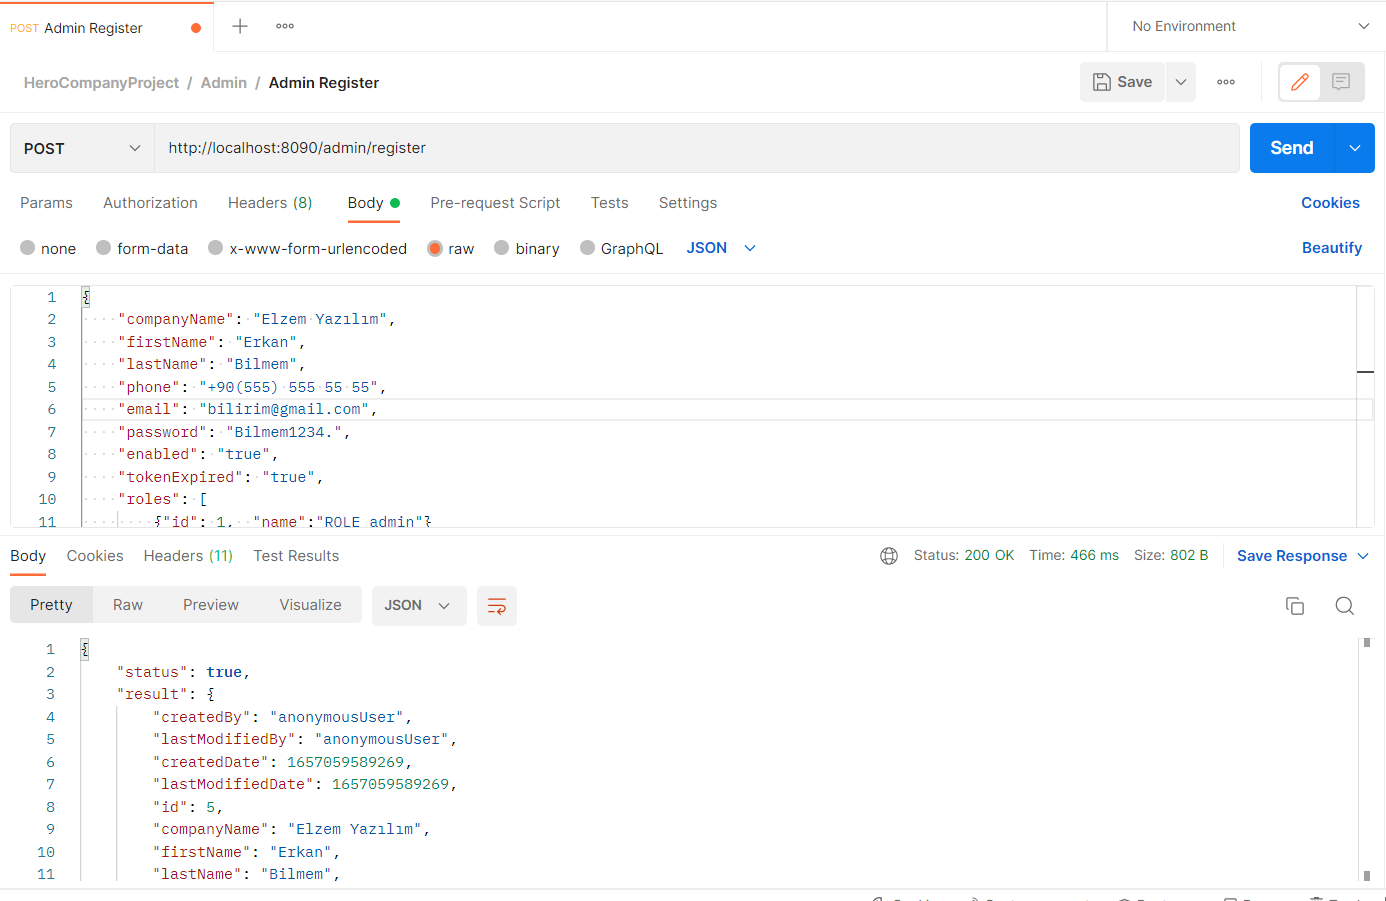 POST Admin Register No Environment
HeroCompanyProject / Admin / Admin Register Save
POST http://localhost:8090/admin/register Send
Params Authorization Headers (8) Body Pre-request Script Tests Settings Cookies
none form-data x-www-form-urlencoded raw binary GraphQL JSON Beautify
1 {
2 "companyName": "Elzem Yazılım",
3 "firstName": "Erkan",
4 "lastName": "Bilmem",
5 "phone": "+90(555) 555 55 55",
6 "email": "bilirim@gmail.com",
7 "password": "Bilmem1234.",
8 "enabled": "true",
9 "tokenExpired": "true",
10 "roles": [
11 {"id": 1, "name":"ROLE_admin"}
Body Cookies Headers (11) Test Results Status: 200 OK Time: 466 ms Size: 802 B Save Response
Pretty Raw Preview Visualize JSON
1 {
2 "status": true,
3 "result": {
4 "createdBy": "anonymousUser",
5 "lastModifiedBy": "anonymousUser",
6 "createdDate": 1657059589269,
7 "lastModifiedDate": 1657059589269,
8 "id": 5,
9 "companyName": "Elzem Yazılım",
10 "firstName": "Erkan",
11 "lastName": "Bilmem",